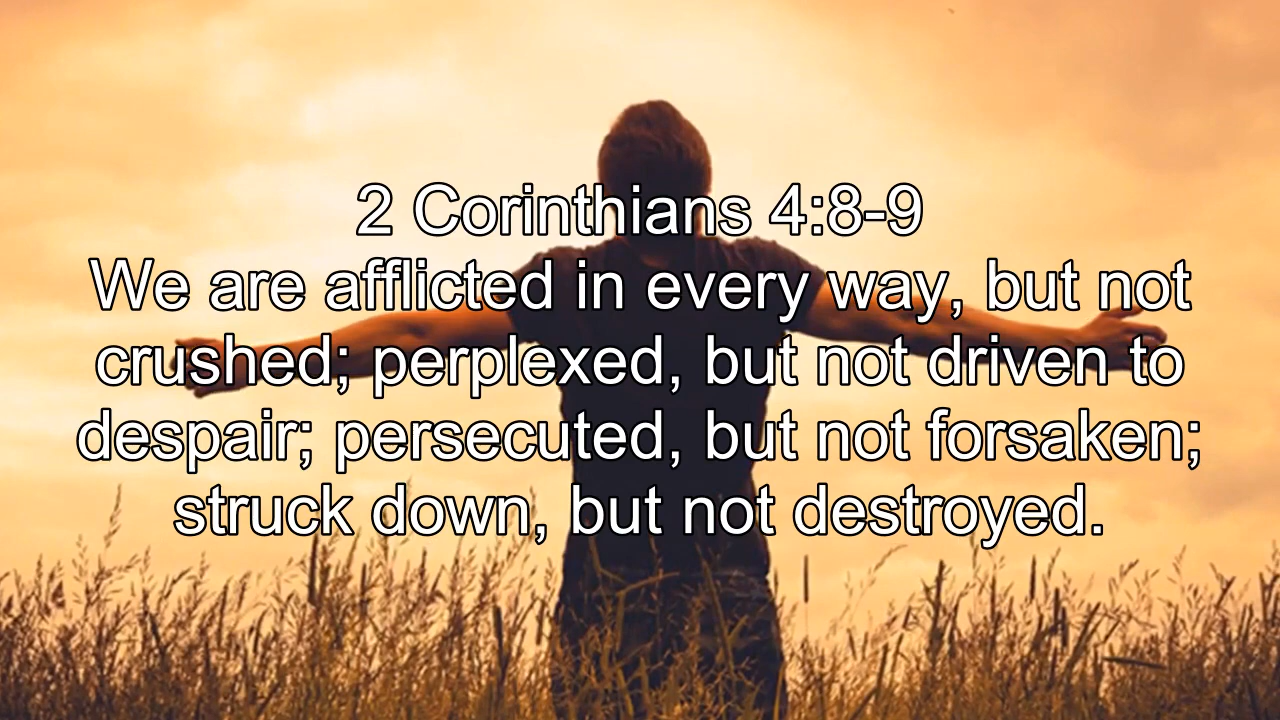 2 Corinthians 4:8-9
We are afflicted in every way, but not
crushed; perplexed, but not driven to
despair; persecuted, but not forsaken;
struck down, but not destroyed.